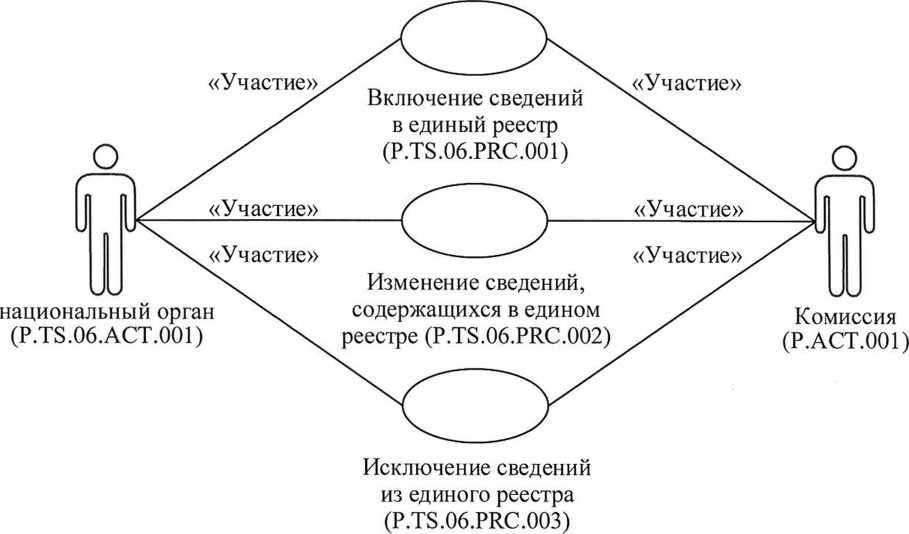 «Участие»
«Участие»
Включение сведений
в единый реестр
(P.TS.06.PRC.001)
«Участие»
«Участие»
«Участие»
«Участие»
Изменение сведений,
содержащихся в едином
реестре (P.TS.06.PRC.002)
национальный орган
(P.TS.06.ACT.001)
Комиссия
(P.ACT.001)
Исключение сведений
из единого реестра
(P.TS.06.PRC.003)